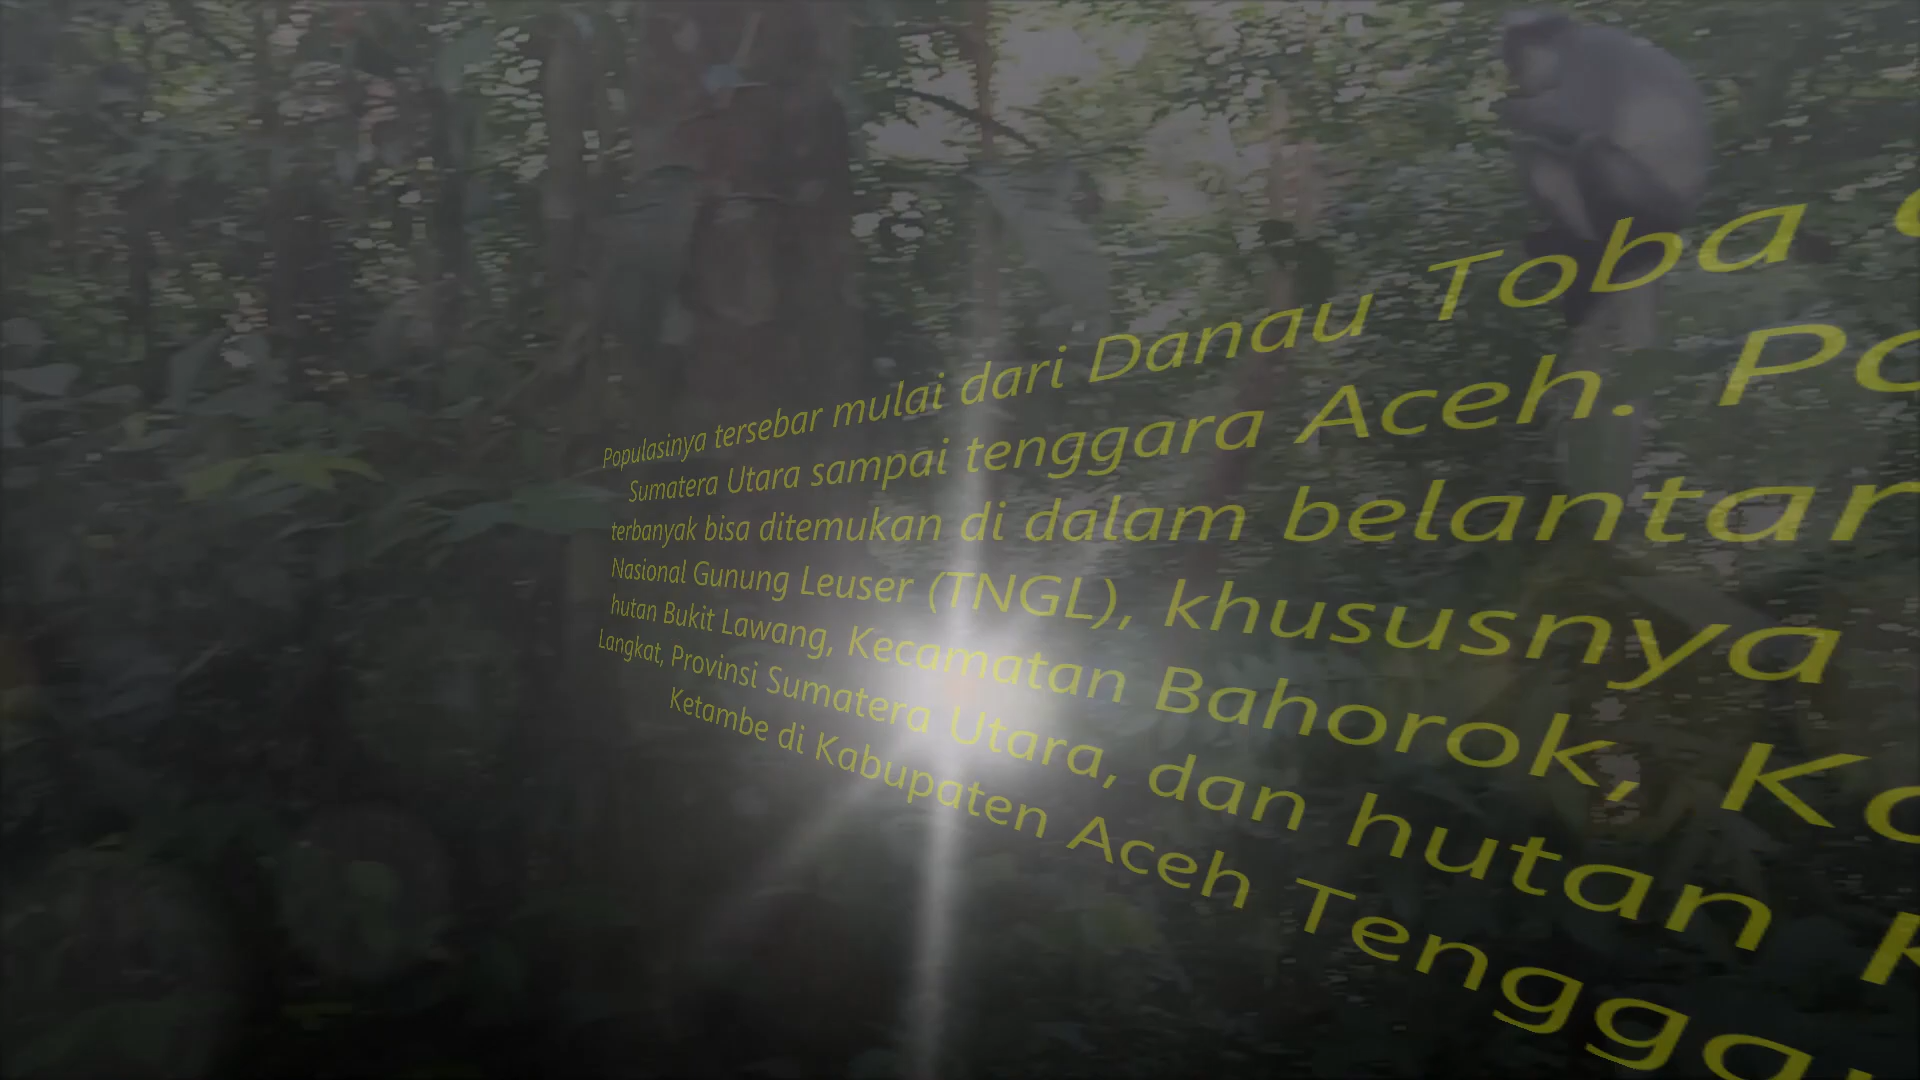 Populasinya tersebar mulai dari Danau Toba
Sumatera Utara sampai tenggara Aceh.
terbanyak bisa ditemukan di dalam
Nasional Gunung Leuser (TNGL), khususnya
hutan Bukit Lawang, Kecamatan Bahorok,
Langkat, Provinsi Sumatera Utara, dan hutan
Ketambe di Kabupaten Aceh